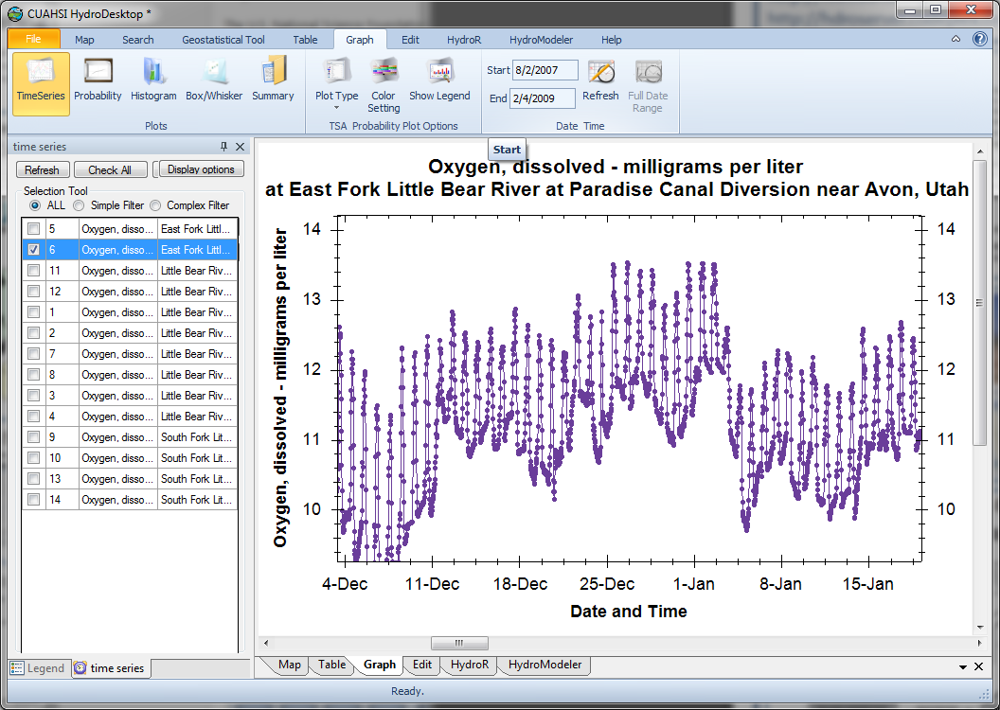 CUAHSI HydroDesktop *
File Map Search Geostatistical Tool Table Graph Edit HydroR HydroModeler Help
TimeSeries Probability Histogram Box/Whisker Summary
Plots
Plot Type Color Setting Show Legend
TSA Probability Plot Options
Start 8/2/2007
End 2/4/2009
Refresh Full Date Range
Date Time
Start
time series
Refresh Check All Display options
Selection Tool
ALL Simple Filter Complex Filter
5 Oxygen, disso... East Fork Littl...
6 Oxygen, disso... East Fork Littl...
11 Oxygen, disso... Little Bear Riv...
12 Oxygen, disso... Little Bear Riv...
1 Oxygen, disso... Little Bear Riv...
2 Oxygen, disso... Little Bear Riv...
7 Oxygen, disso... Little Bear Riv...
8 Oxygen, disso... Little Bear Riv...
3 Oxygen, disso... Little Bear Riv...
4 Oxygen, disso... Little Bear Riv...
9 Oxygen, disso... South Fork Lit...
10 Oxygen, disso... South Fork Lit...
13 Oxygen, disso... South Fork Lit...
14 Oxygen, disso... South Fork Lit...
Legend time series
Oxygen, dissolved - milligrams per liter
at East Fork Little Bear River at Paradise Canal Diversion near Avon, Utah
Oxygen, dissolved - milligrams per liter
14 14
13 13
12 12
11 11
10 10
4-Dec 11-Dec 18-Dec 25-Dec 1-Jan 8-Jan 15-Jan
Date and Time
Map Table Graph Edit HydroR HydroModeler
Ready.